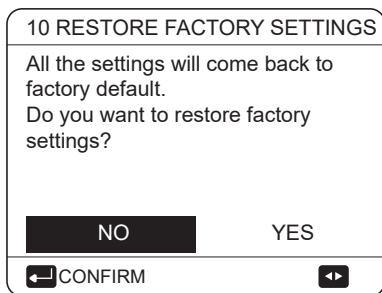 10 RESTORE FACTORY SETTINGS
All the settings will come back to
factory default.
Do you want to restore factory
settings?
NO YES
CONFIRM